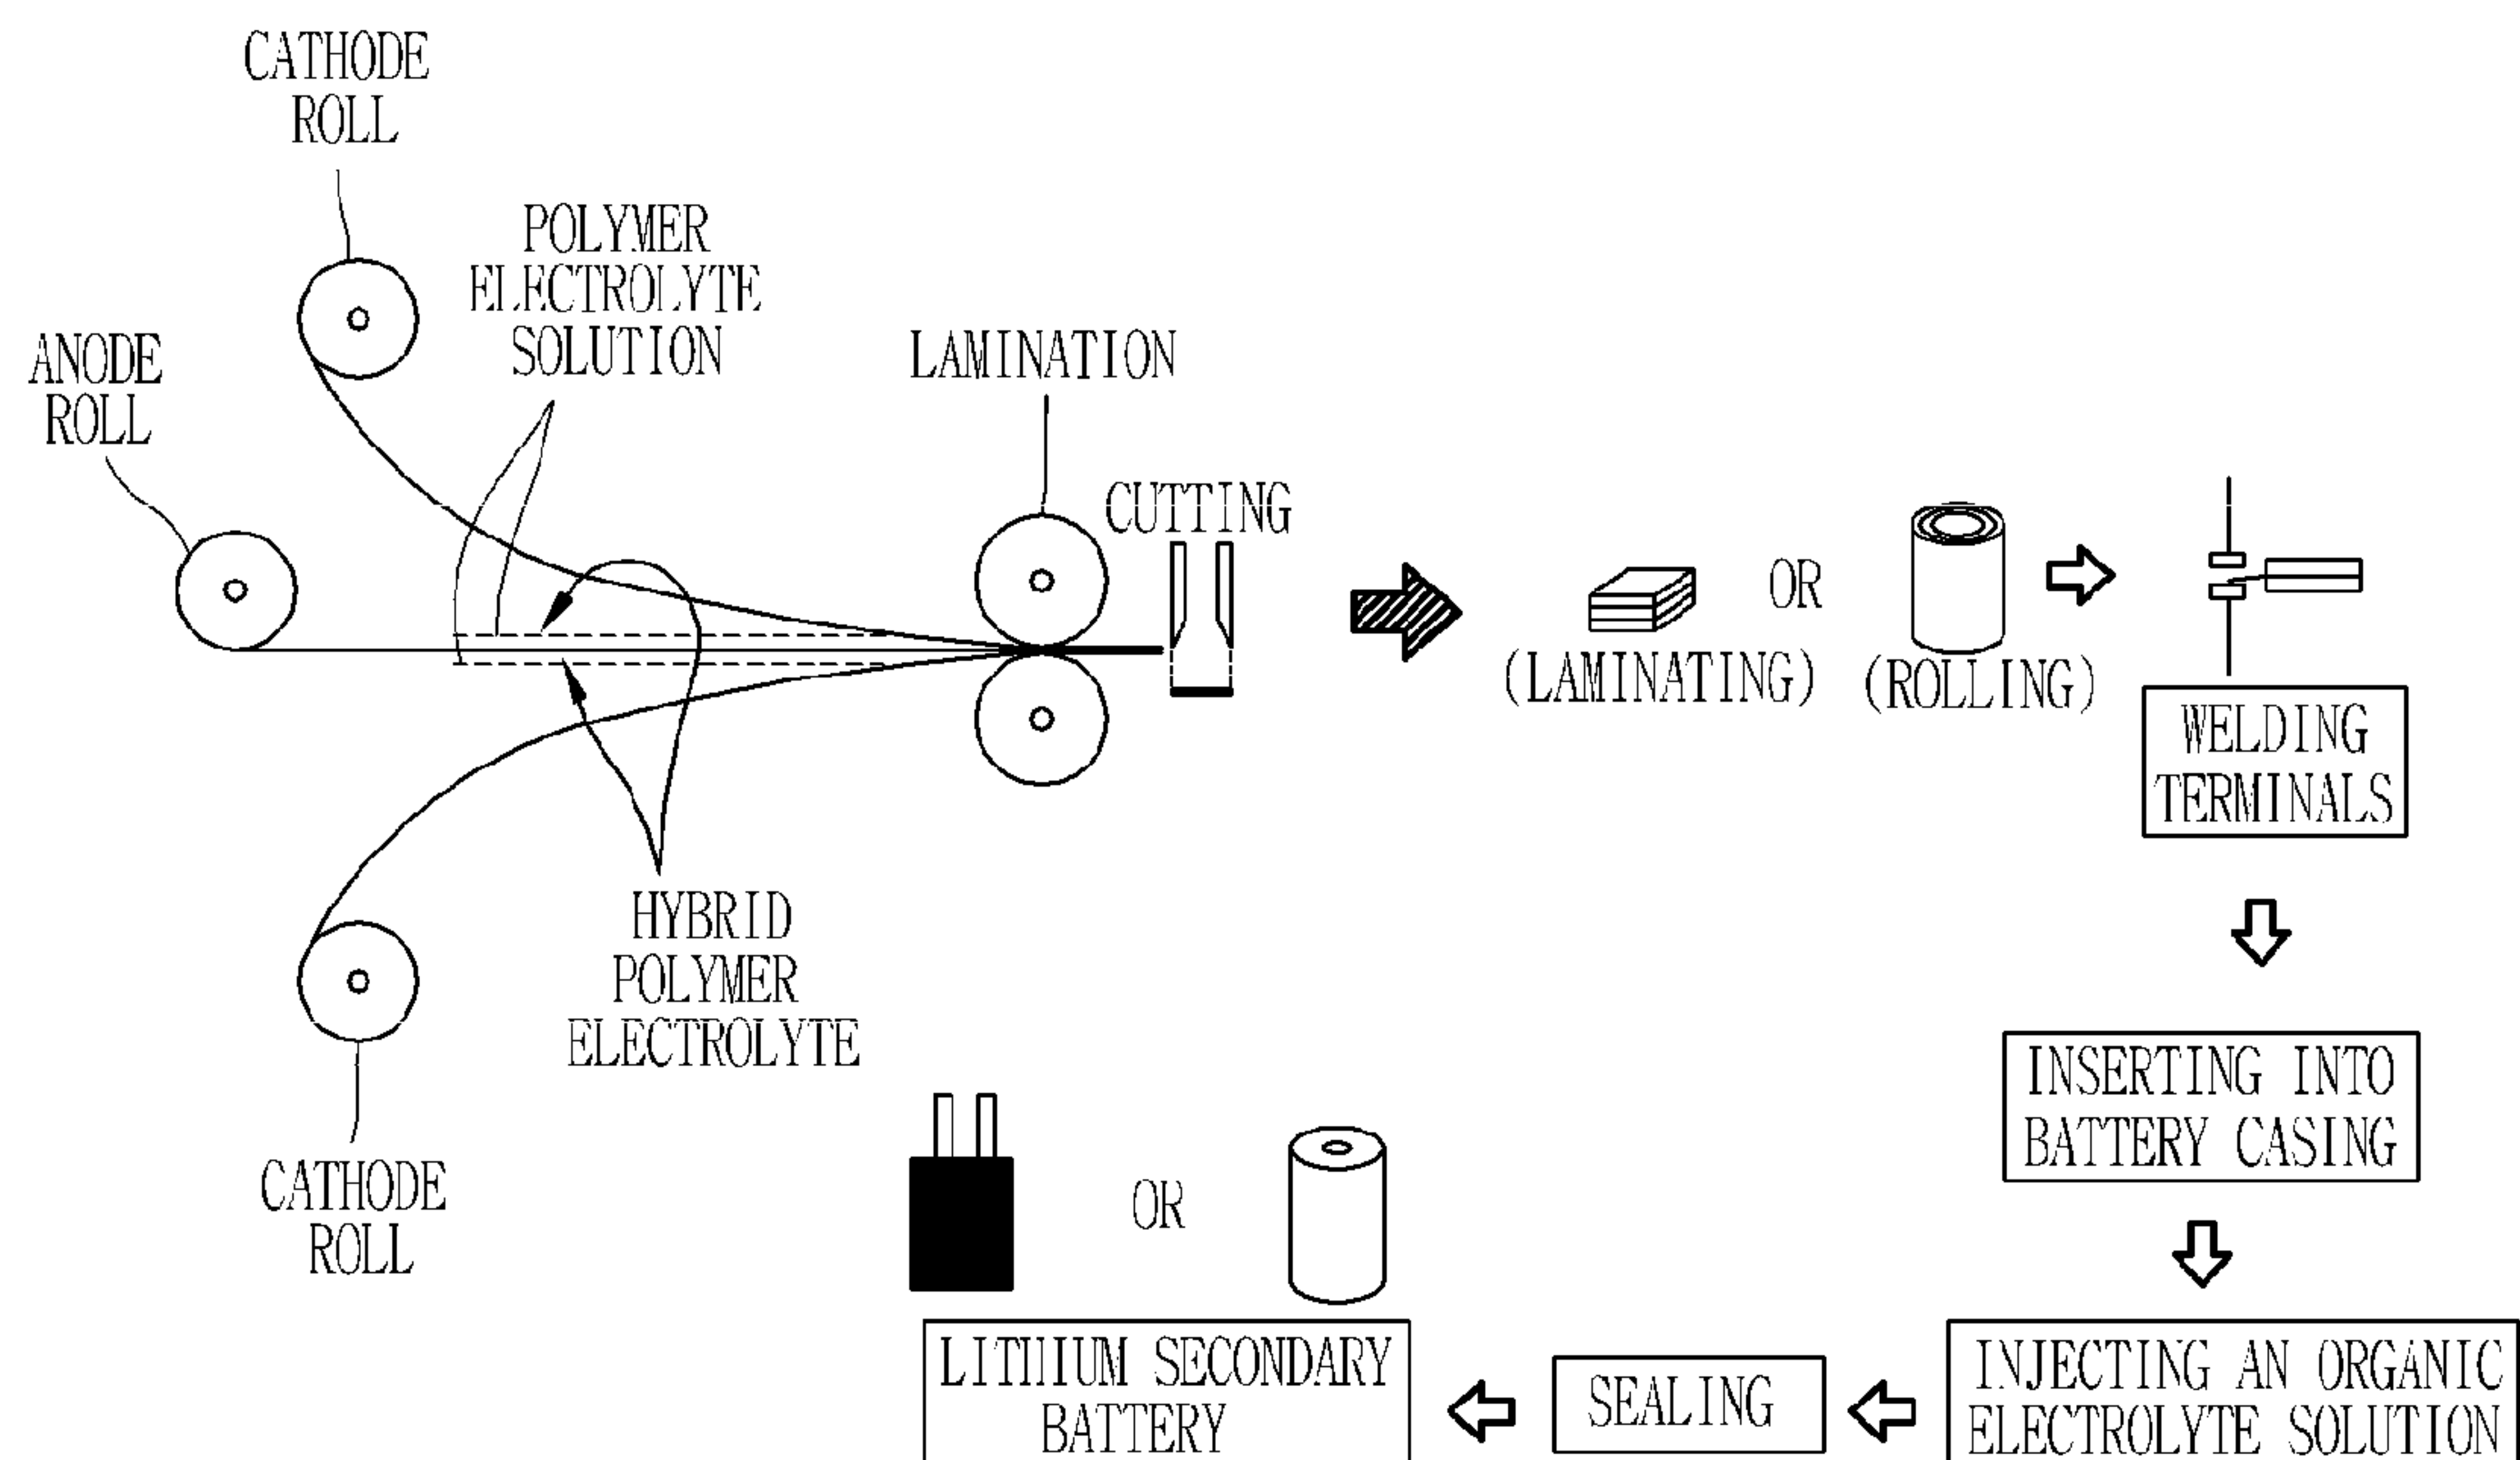 CATHODE
ROLL
POLYMER
ELECTROLYTE
SOLUTION
ANODE
ROLL
LAMINATION
CUTTING
OR
(LAMINATING)
(ROLLING)
WELDING
TERMINALS
HYBRID
POLYMER
ELECTROLYTE
INSERTING INTO
BATTERY CASING
CATHODE
ROLL
OR
LITHIUM SECONDARY
BATTERY
SEALING
INJECTING AN ORGANIC
ELECTROLYTE SOLUTION